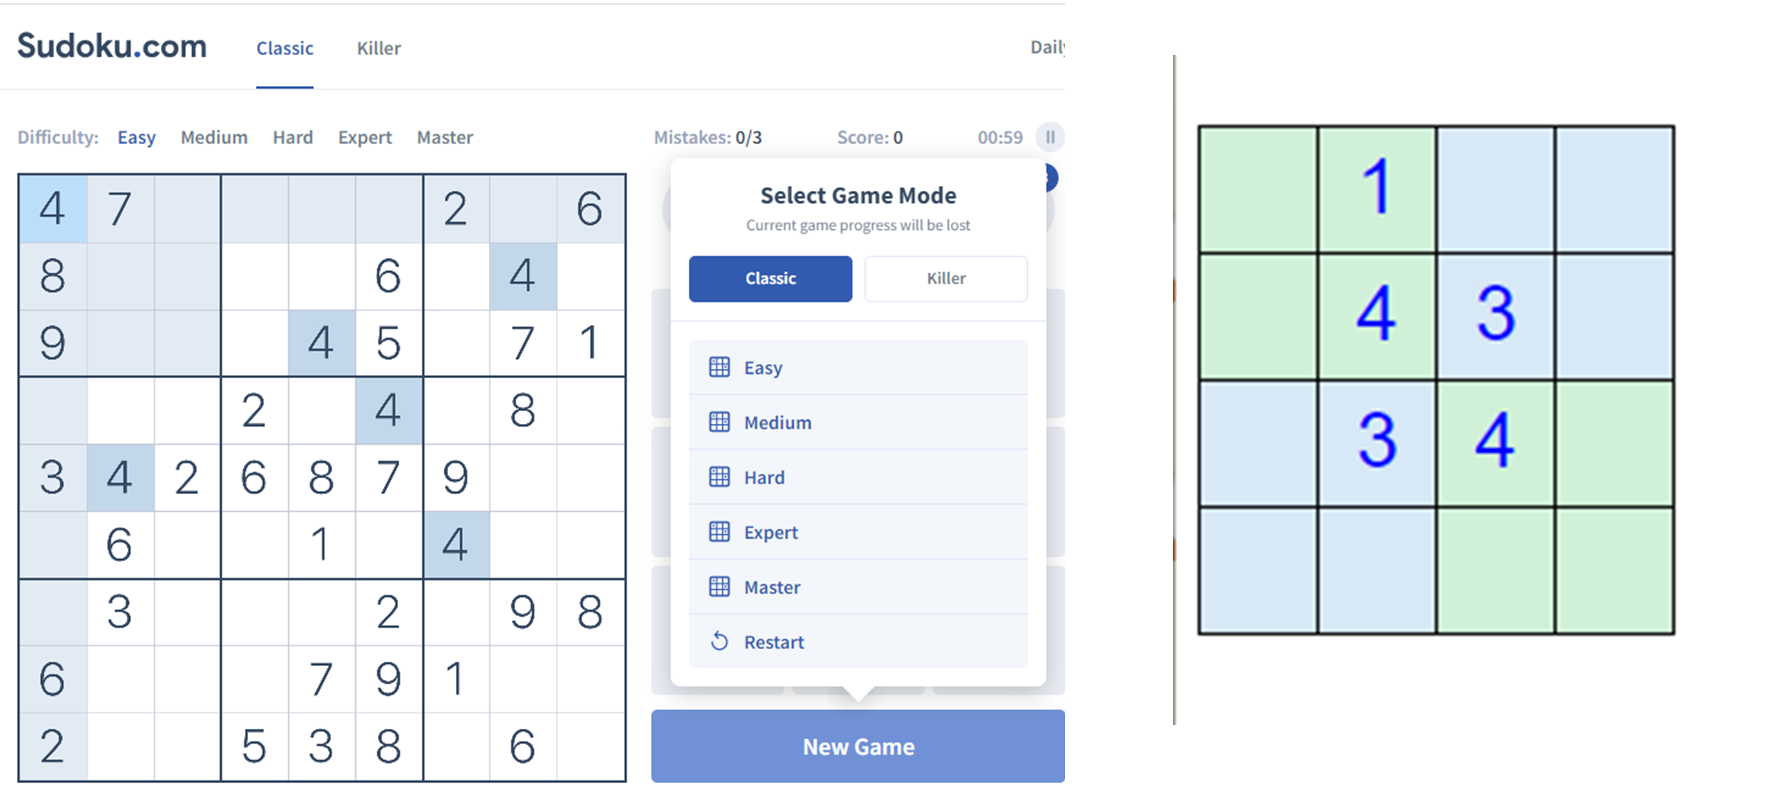 Sudoku.com Classic Killer
Difficulty: Easy Medium Hard Expert Master
4 7 2 6
8 6 4
9 4 5 7 1
2 4 8
3 4 2 6 8 7 9
6 1 4
3 2 9 8
6 7 9 1
2 5 3 8 6
Mistakes: 0/3 Score: 0 00:59
Select Game Mode
Current game progress will be lost
Classic Killer
Easy
Medium
Hard
Expert
Master
Restart
New Game
1
4 3
3 4